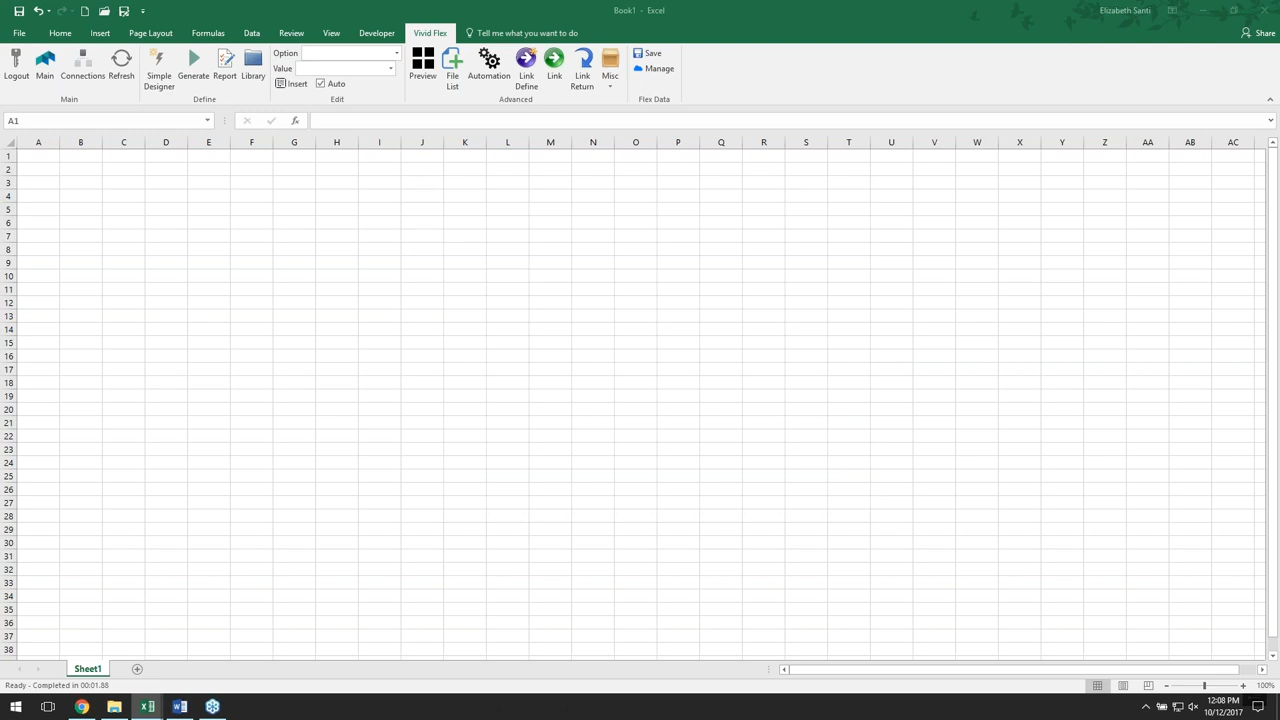 Book1 - Excel
Elizabeth Santi
File Home Insert Page Layout Formulas Data Review View Developer Vivid Flex Tell me what you want to do Share
Logout Main Connections Refresh
Main
Simple Designer Generate Report Library
Define
Option
Value
Insert Auto
Edit
Preview File List Automation Link Define Link Link Return Misc
Advanced
Save
Manage
Flex Data
A1 fx
A B C D E F G H I J K L M N O P Q R S T U V W X Y Z AA AB AC
1
2
3
4
5
6
7
8
9
10
11
12
13
14
15
16
17
18
19
20
21
22
23
24
25
26
27
28
29
30
31
32
33
34
35
36
37
38
Sheet1
Ready - Completed in 00:01.88 100%
12:08 PM
10/12/2017